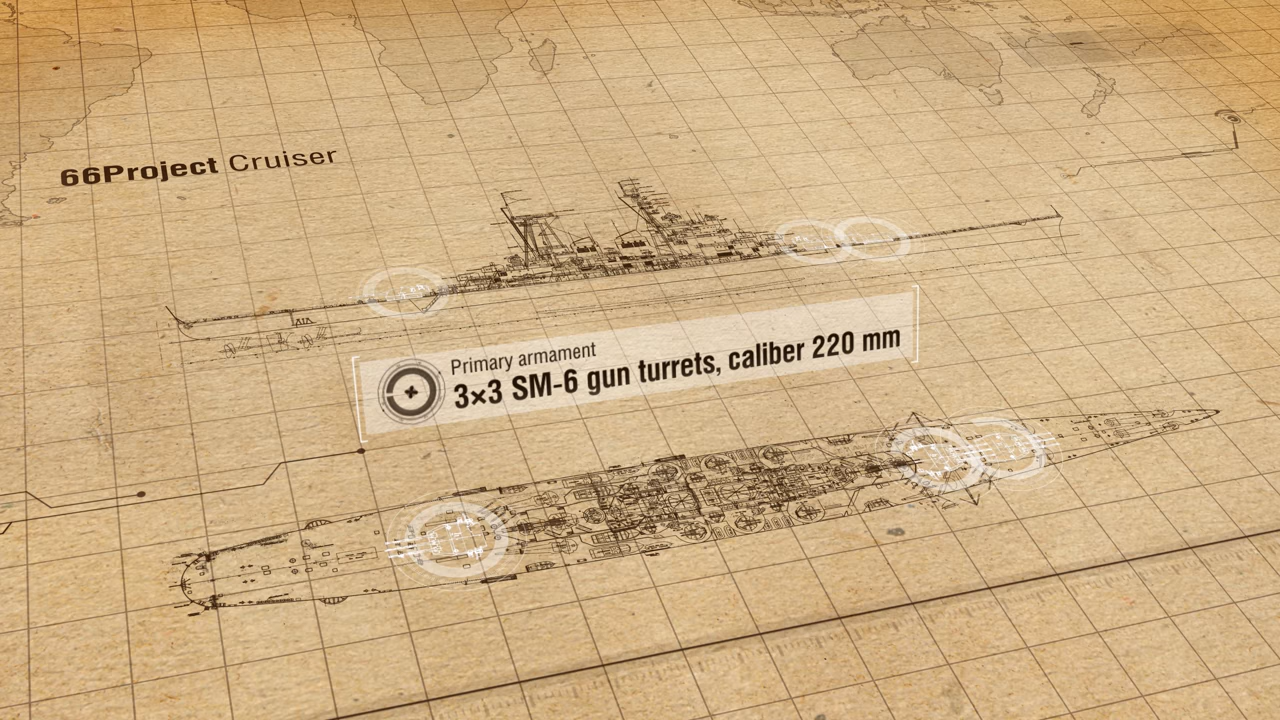 66Project Cruiser
Primary armament
3×3 SM-6 gun turrets, caliber 220 mm